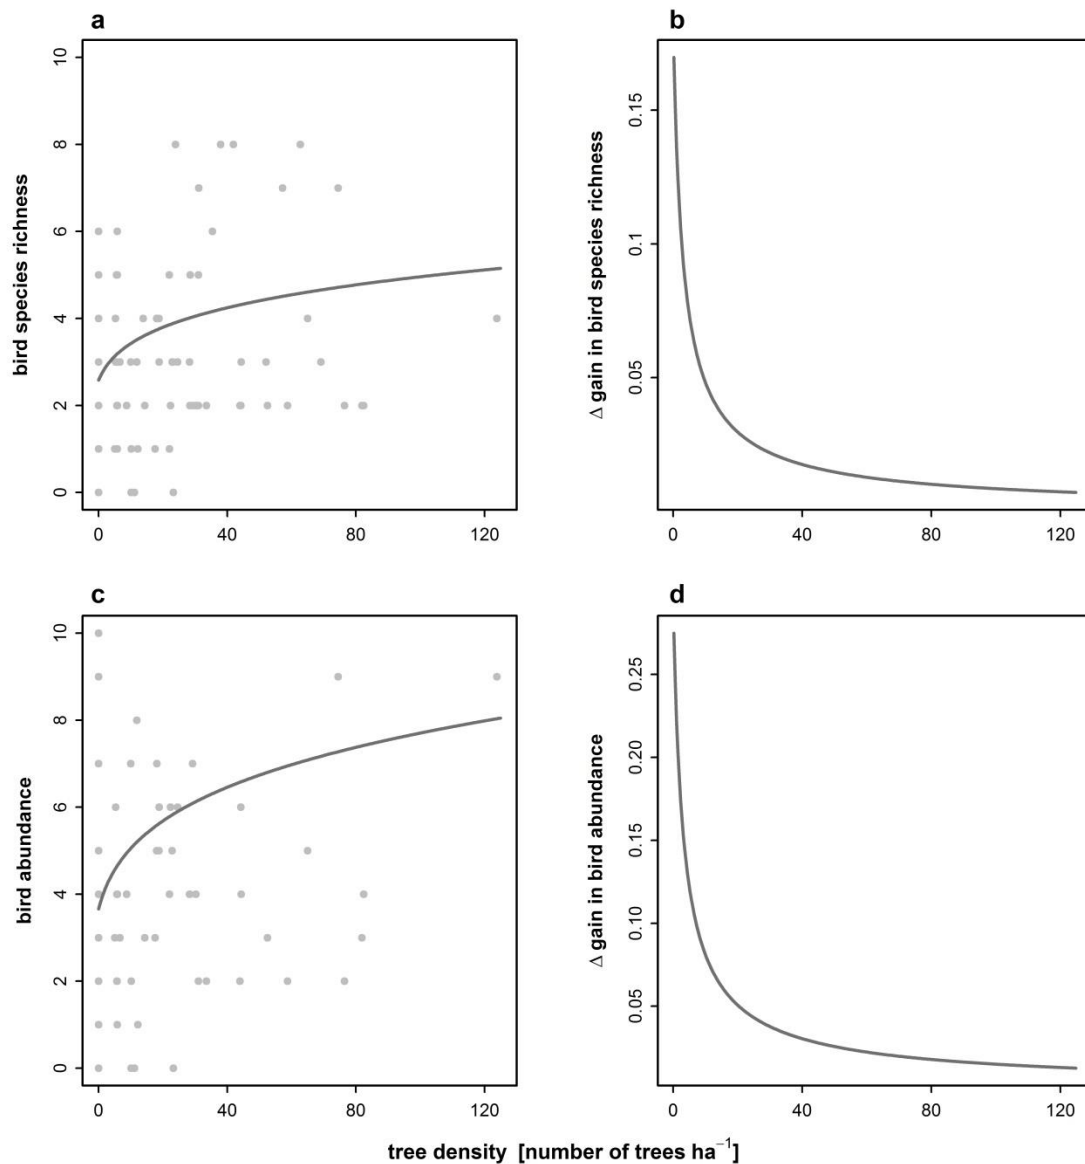 a
bird species richness
10
8
6
4
2
0
0 40 80 120
b
Δ gain in bird species richness
0.15
0.1
0.05
0 40 80 120
c
bird abundance
10
8
6
4
2
0
0 40 80 120
d
Δ gain in bird abundance
0.25
0.20
0.15
0.10
0.05
0 40 80 120
tree density [number of trees ha⁻¹]